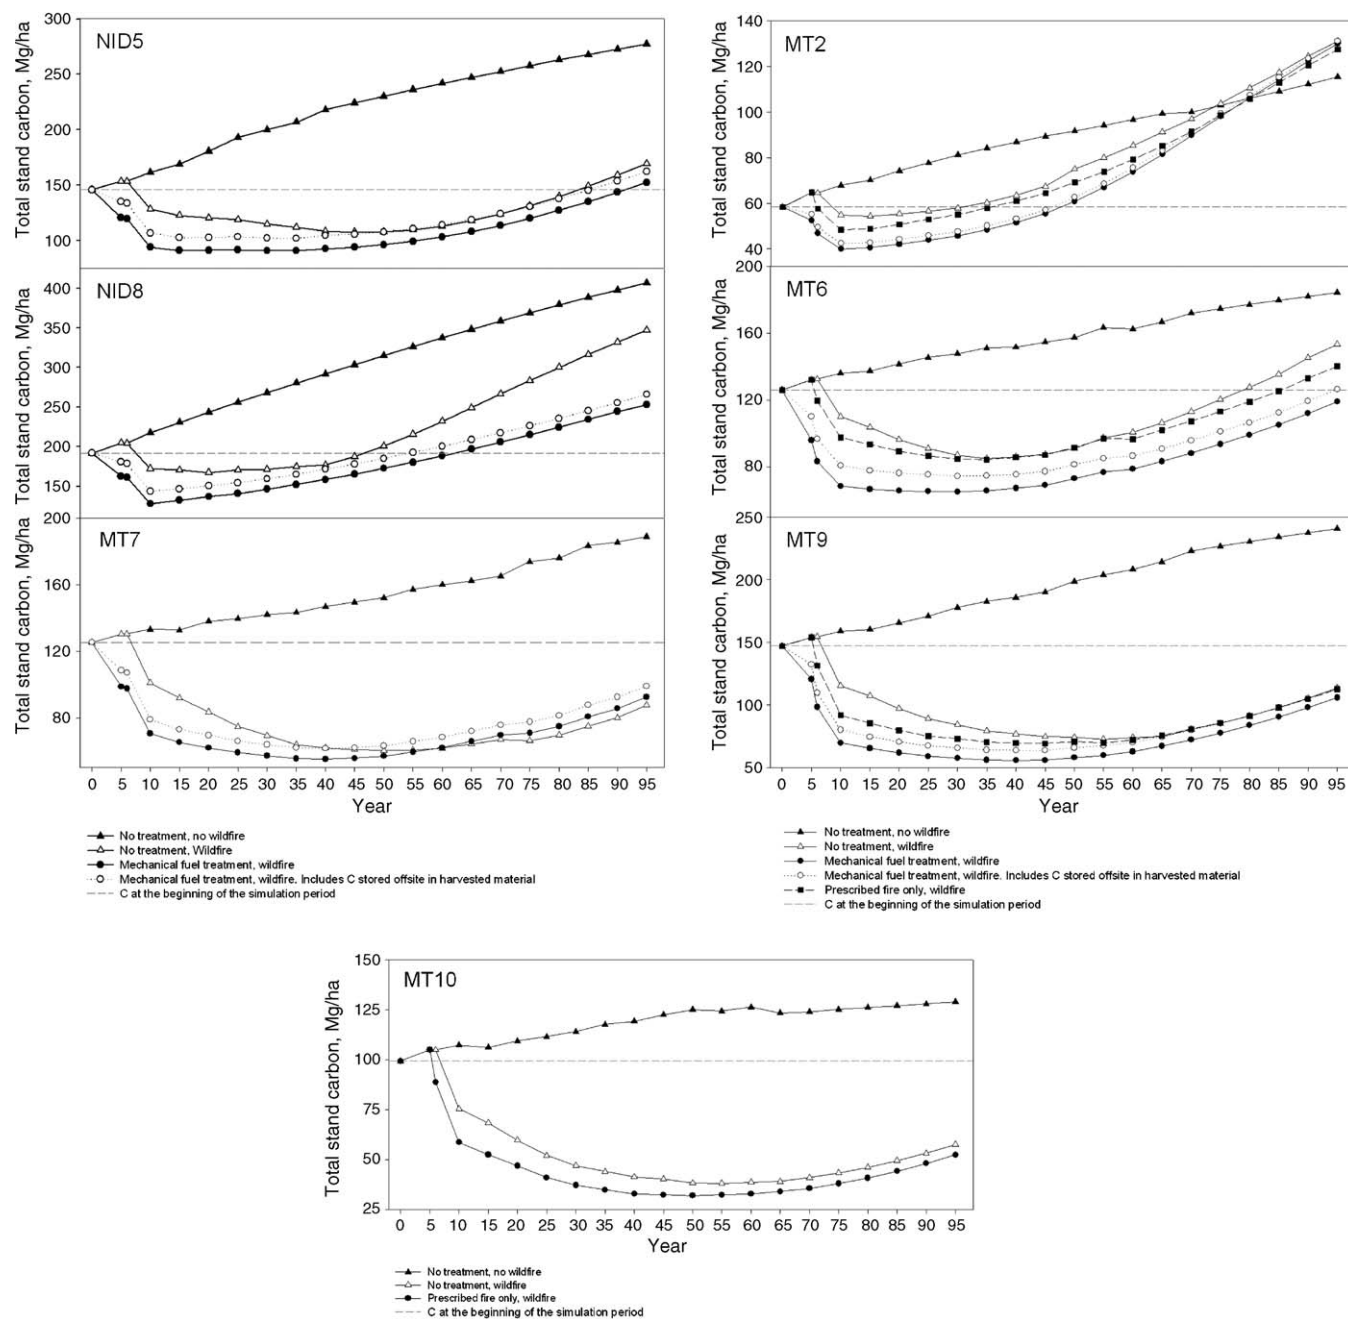 NID5
Total stand carbon, Mg/ha
300
250
200
150
100
NID8
Total stand carbon, Mg/ha
400
350
300
250
200
150
MT7
Total stand carbon, Mg/ha
200
160
120
80
0 5 10 15 20 25 30 35 40 45 50 55 60 65 70 75 80 85 90 95
Year
No treatment, no wildfire
No treatment, Wildfire
Mechanical fuel treatment, wildfire
Mechanical fuel treatment, wildfire. Includes C stored offsite in harvested material
C at the beginning of the simulation period
MT2
Total stand carbon, Mg/ha
140
120
100
80
60
40
MT6
Total stand carbon, Mg/ha
200
160
120
80
MT9
Total stand carbon, Mg/ha
250
200
150
100
50
0 5 10 15 20 25 30 35 40 45 50 55 60 65 70 75 80 85 90 95
Year
No treatment, no wildfire
No treatment, wildfire
Mechanical fuel treatment, wildfire
Mechanical fuel treatment, wildfire. Includes C stored offsite in harvested material
Prescribed fire only, wildfire
C at the beginning of the simulation period
MT10
Total stand carbon, Mg/ha
150
125
100
75
50
25
0 5 10 15 20 25 30 35 40 45 50 55 60 65 70 75 80 85 90 95
Year
No treatment, no wildfire
No treatment, wildfire
Prescribed fire only, wildfire
C at the beginning of the simulation period